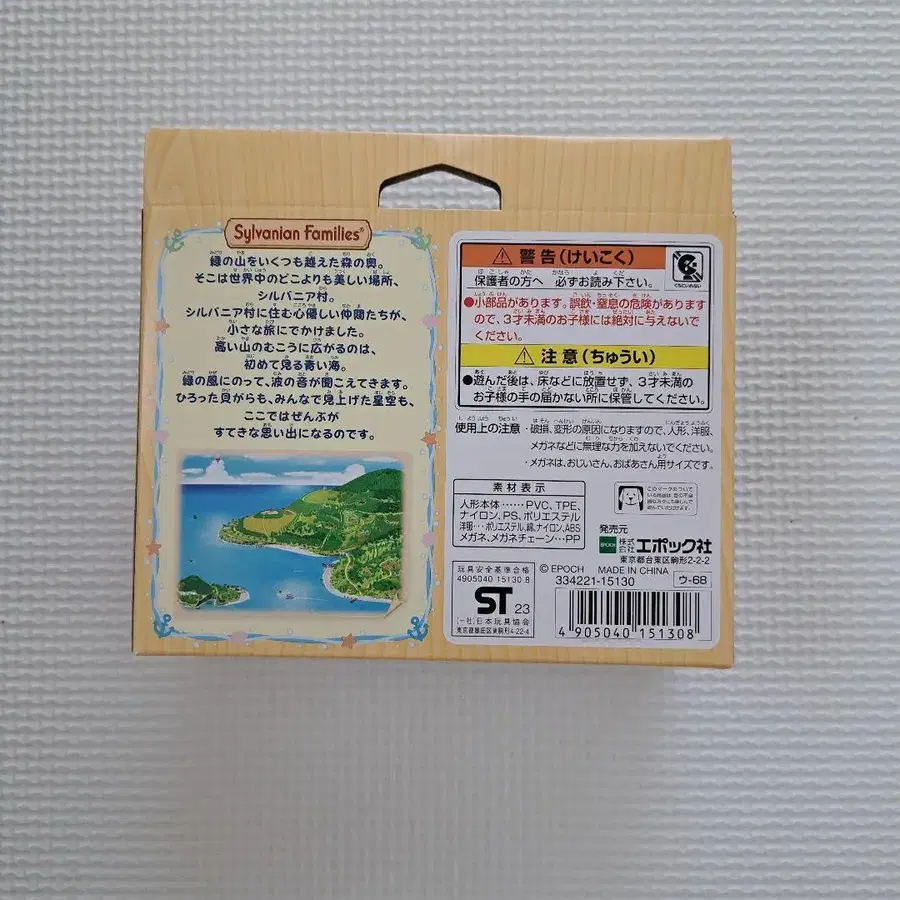 Sylvanian Families®
緑の山をいくつも越えた森の奥。
そこは世界中のどこよりも美しい場所、
シルバニア村。
シルバニア村に住む心優しい仲間たちが、
小さな旅にでかけました。
高い山のむこうに広がるのは、
初めて見る青い海。
緑の風にのって、波の音が聞こえてきます。
ひろった貝がらも、みんなで見上げた星空も、
ここではぜんぶが
すてきな思い出になるのです。
警告(けいこく)
保護者の方へ 必ずお読み下さい。
●小部品があります。誤飲・窒息の危険があります
ので、3才未満のお子様には絶対に与えないで
ください。
注意(ちゅうい)
●遊んだ後は、床などに放置せず、3才未満の
お子様の手の届かない所に保管してください。
使用上の注意 ・破損、変形の原因になりますので、人形、洋服、
メガネなどに無理な力を加えないでください。
・メガネは、おじいさん、おばあさん用サイズです。
素材表示
人形本体……PVC、TPE、
ナイロン、PS、ポリエステル
洋服…ポリエステル、綿、ナイロン、ABS
メガネ、メガネチェーン…PP
発売元
EPOCH 株式会社 エポック社
東京都台東区駒形2-2-2
© EPOCH MADE IN CHINA
334221-15130 ウ-68
玩具安全基準合格
4905040 15130 8
ST 23
(一社)日本玩具協会
東京都墨田区東駒形4-22-4
4 905040 151308